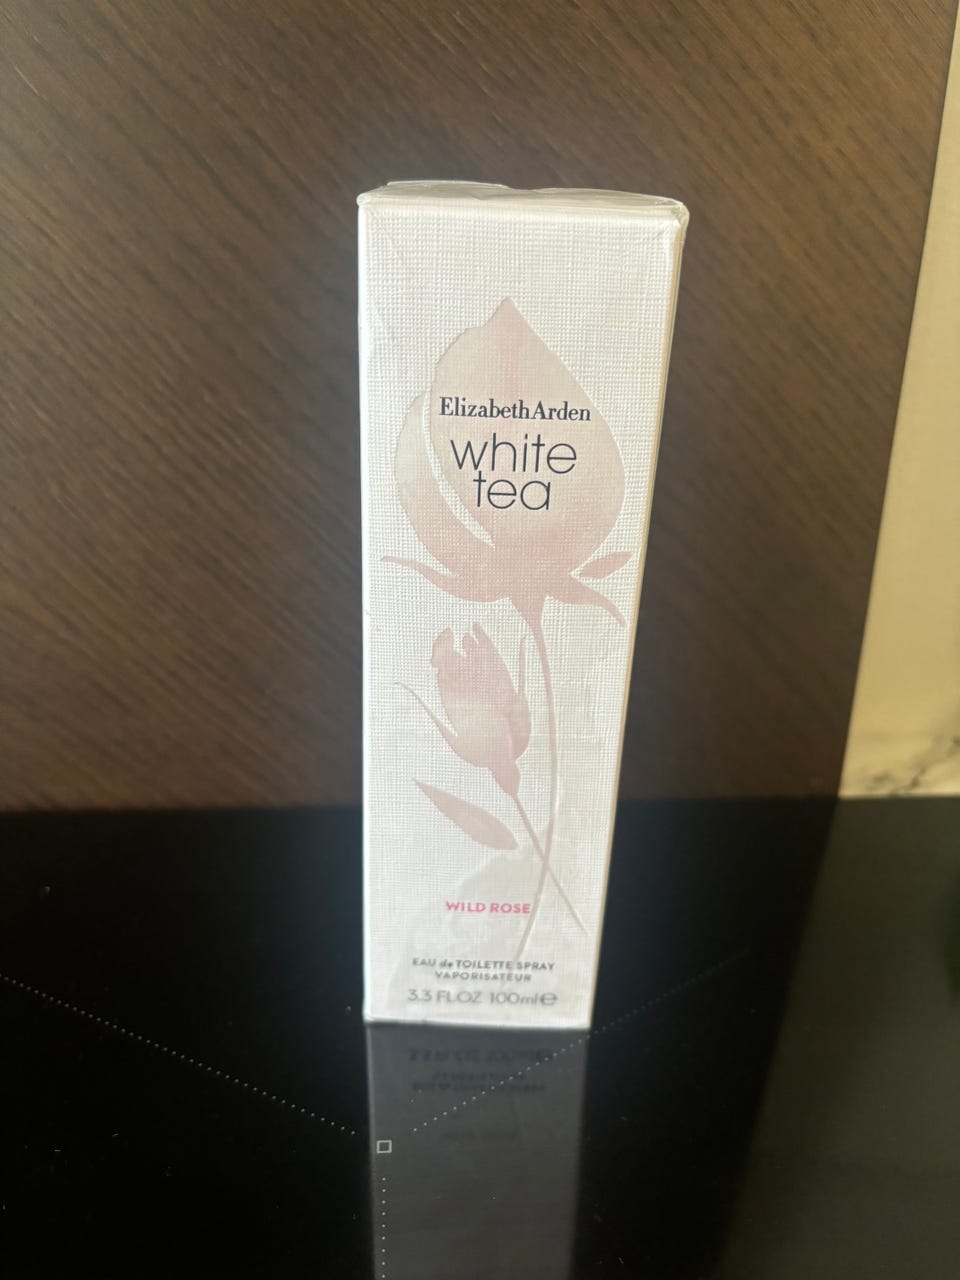 ElizabethArden
white
tea
WILD ROSE
EAU de TOILETTE SPRAY
VAPORISATEUR
3.3 FL.OZ 100ml℮